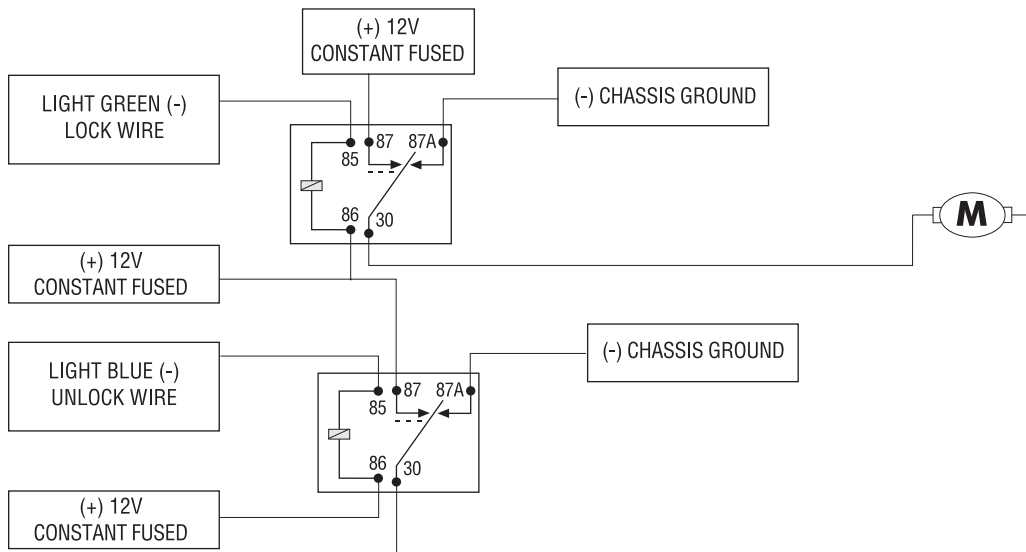 (+) 12V
CONSTANT FUSED
LIGHT GREEN (-)
LOCK WIRE
(-) CHASSIS GROUND
87
87A
85
86
30
M
(+) 12V
CONSTANT FUSED
LIGHT BLUE (-)
UNLOCK WIRE
(-) CHASSIS GROUND
87
87A
85
86
30
(+) 12V
CONSTANT FUSED